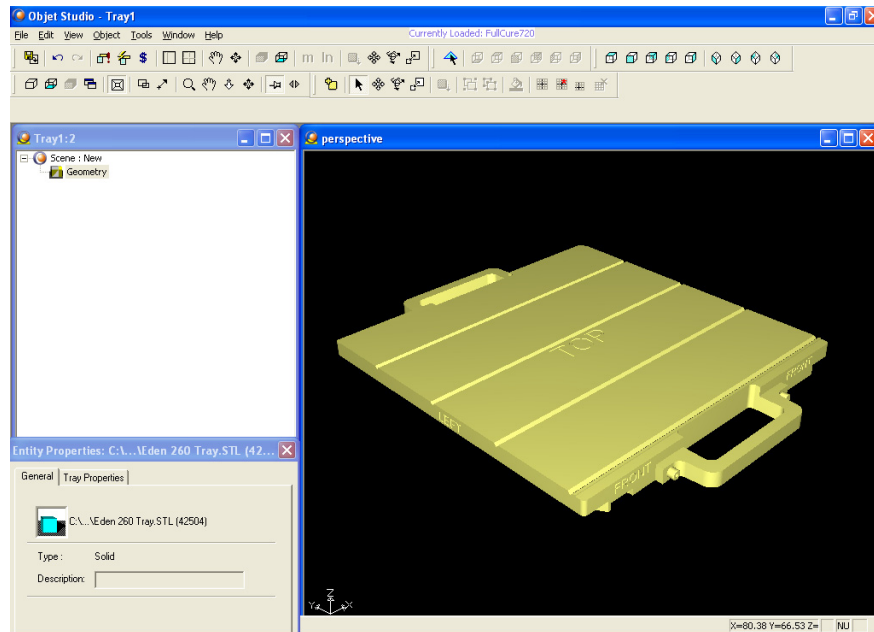 Objet Studio - Tray1
File Edit View Object Tools Window Help
Currently Loaded: FullCure720
Tray1:2
Scene : New
Geometry
perspective
TOP
LEFT
FRONT
FRONT
Entity Properties: C:\...\Eden 260 Tray.STL (42...
General
Tray Properties
C:\...\Eden 260 Tray.STL (42504)
Type :
Solid
Description:
Z
Y
X
X=80.38 Y=66.53 Z=
NU